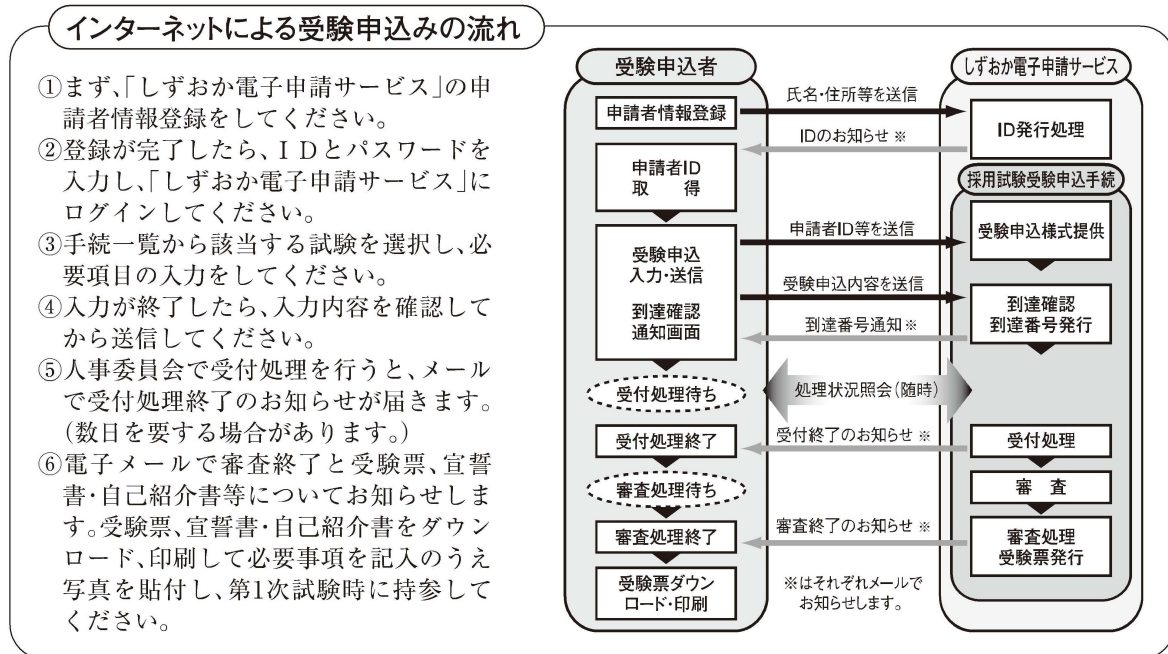 インターネットによる受験申込みの流れ
①まず、「しずおか電子申請サービス」の申
請者情報登録をしてください。
②登録が完了したら、IDとパスワードを
入力し、「しずおか電子申請サービス」に
ログインしてください。
③手続一覧から該当する試験を選択し、必
要項目の入力をしてください。
④入力が終了したら、入力内容を確認して
から送信してください。
⑤人事委員会で受付処理を行うと、メール
で受付処理終了のお知らせが届きます。
(数日を要する場合があります。)
⑥電子メールで審査終了と受験票、宣誓
書・自己紹介書等についてお知らせしま
す。受験票、宣誓書・自己紹介書をダウン
ロード、印刷して必要事項を記入のうえ
写真を貼付し、第1次試験時に持参して
ください。
受験申込者
申請者情報登録
申請者ID
取 得
受験申込
入力・送信
到達確認
通知画面
受付処理待ち
受付処理終了
審査処理待ち
審査処理終了
受験票ダウン
ロード・印刷
氏名・住所等を送信
IDのお知らせ ※
申請者ID等を送信
受験申込内容を送信
到達番号通知 ※
処理状況照会(随時)
受付終了のお知らせ ※
審査終了のお知らせ ※
※はそれぞれメールで
お知らせします。
しずおか電子申請サービス
ID発行処理
採用試験受験申込手続
受験申込様式提供
到達確認
到達番号発行
受付処理
審 査
審査処理
受験票発行